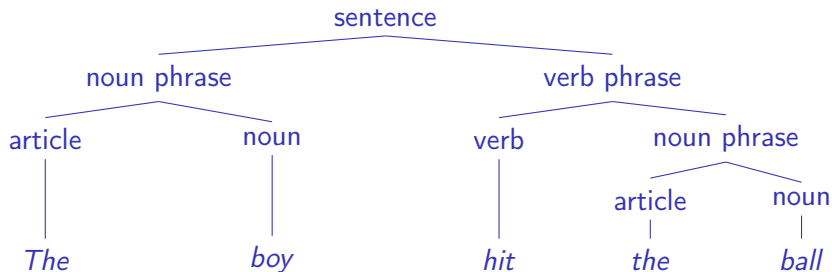 sentence
noun phrase verb phrase
article noun verb noun phrase
article noun
The boy hit the ball